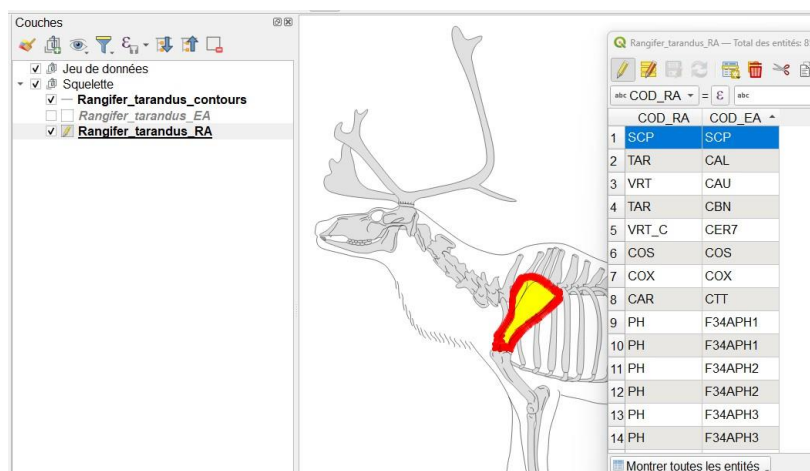 Couches
Jeu de données
Squelette
Rangifer_tarandus_contours
Rangifer_tarandus_EA
Rangifer_tarandus_RA
Rangifer_tarandus_RA — Total des entités: 8
abc COD_RA = ε abc
COD_RA COD_EA
1 SCP SCP
2 TAR CAL
3 VRT CAU
4 TAR CBN
5 VRT_C CER7
6 COS COS
7 COX COX
8 CAR CTT
9 PH F34APH1
10 PH F34APH1
11 PH F34APH2
12 PH F34APH2
13 PH F34APH3
14 PH F34APH3
Montrer toutes les entités